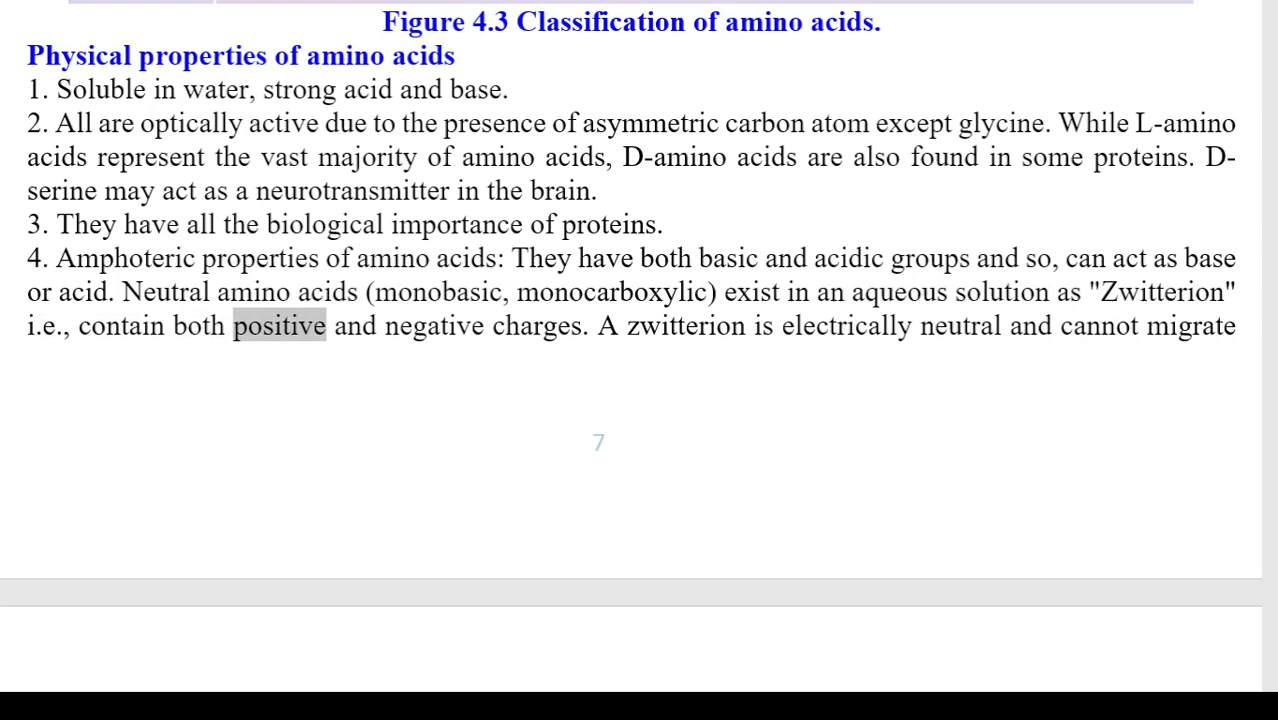 Figure 4.3 Classification of amino acids.
Physical properties of amino acids
1. Soluble in water, strong acid and base.
2. All are optically active due to the presence of asymmetric carbon atom except glycine. While L-amino
acids represent the vast majority of amino acids, D-amino acids are also found in some proteins. D-
serine may act as a neurotransmitter in the brain.
3. They have all the biological importance of proteins.
4. Amphoteric properties of amino acids: They have both basic and acidic groups and so, can act as base
or acid. Neutral amino acids (monobasic, monocarboxylic) exist in an aqueous solution as "Zwitterion"
i.e., contain both positive and negative charges. A zwitterion is electrically neutral and cannot migrate
7